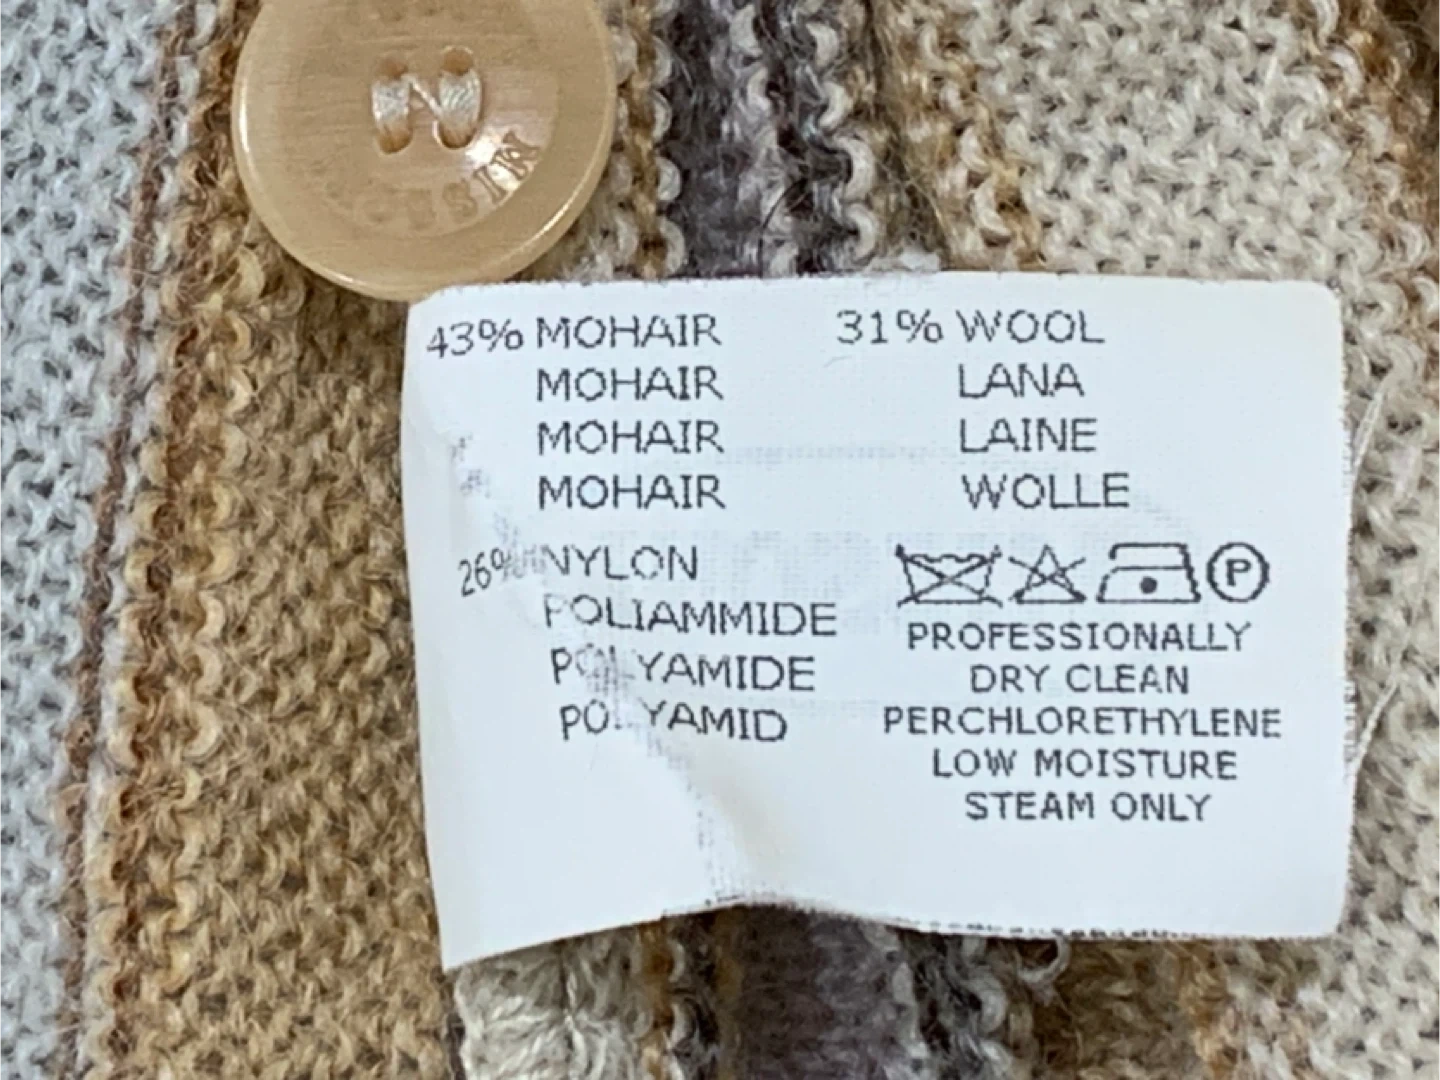 43% MOHAIR
MOHAIR
MOHAIR
MOHAIR
26% NYLON
POLIAMMIDE
POLYAMIDE
POLYAMID
31% WOOL
LANA
LAINE
WOLLE
P
PROFESSIONALLY
DRY CLEAN
PERCHLORETHYLENE
LOW MOISTURE
STEAM ONLY